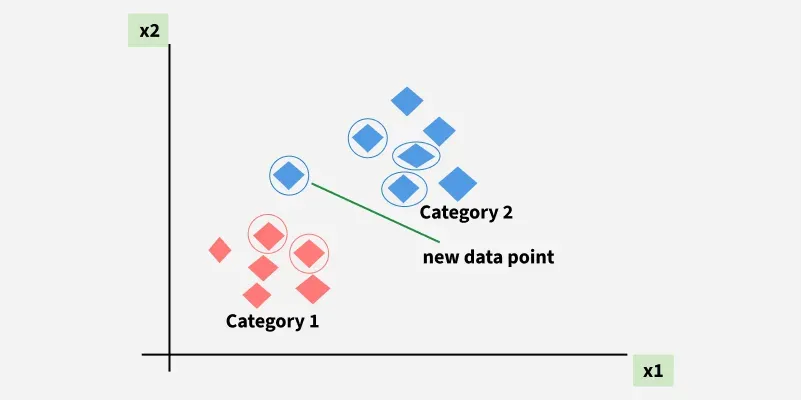 x2
Category 2
new data point
Category 1
x1